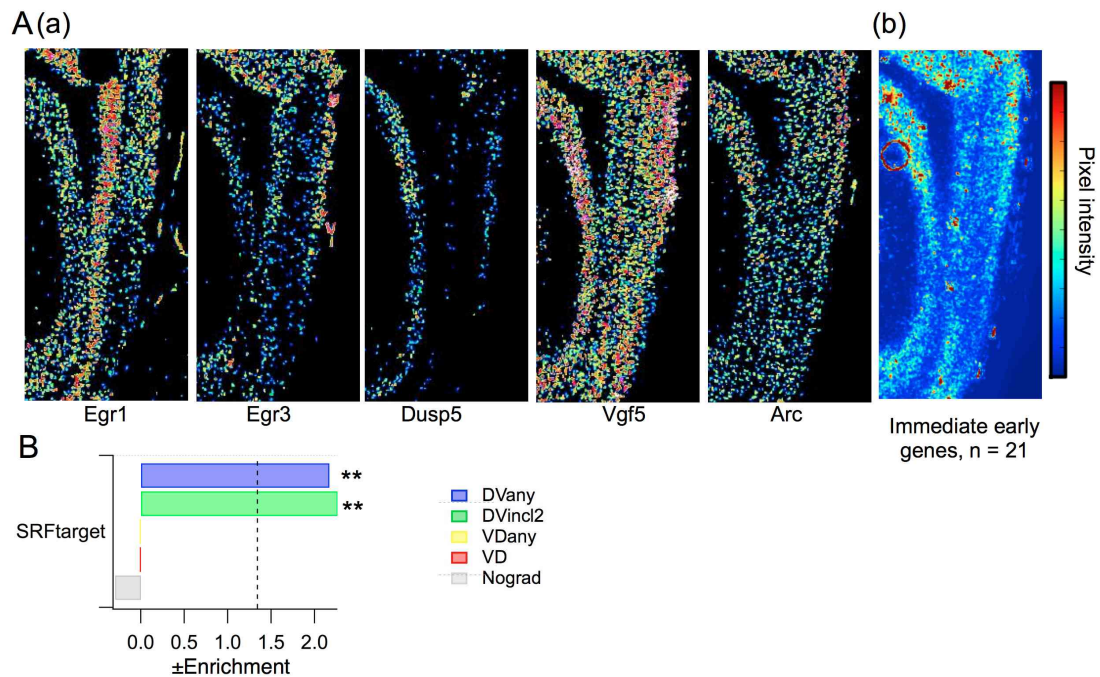 A (a)
(b)
Egr1
Egr3
Dusp5
Vgf5
Arc
Pixel intensity
Immediate early
genes, n = 21
B
SRFtarget
**
**
0.0 0.5 1.0 1.5 2.0
±Enrichment
DVany
DVincl2
VDany
VD
Nograd